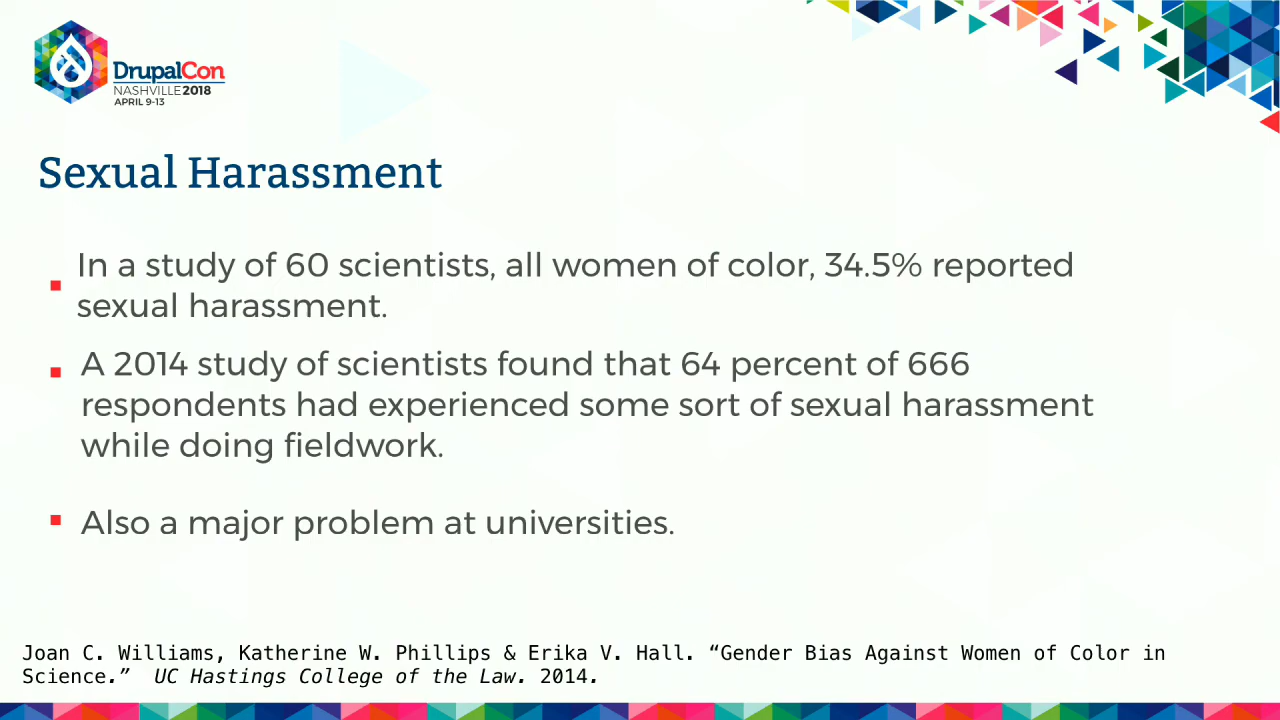 DrupalCon
NASHVILLE 2018
APRIL 9-13
Sexual Harassment
In a study of 60 scientists, all women of color, 34.5% reported
sexual harassment.
A 2014 study of scientists found that 64 percent of 666
respondents had experienced some sort of sexual harassment
while doing fieldwork.
Also a major problem at universities.
Joan C. Williams, Katherine W. Phillips & Erika V. Hall. “Gender Bias Against Women of Color in
Science.” UC Hastings College of the Law. 2014.